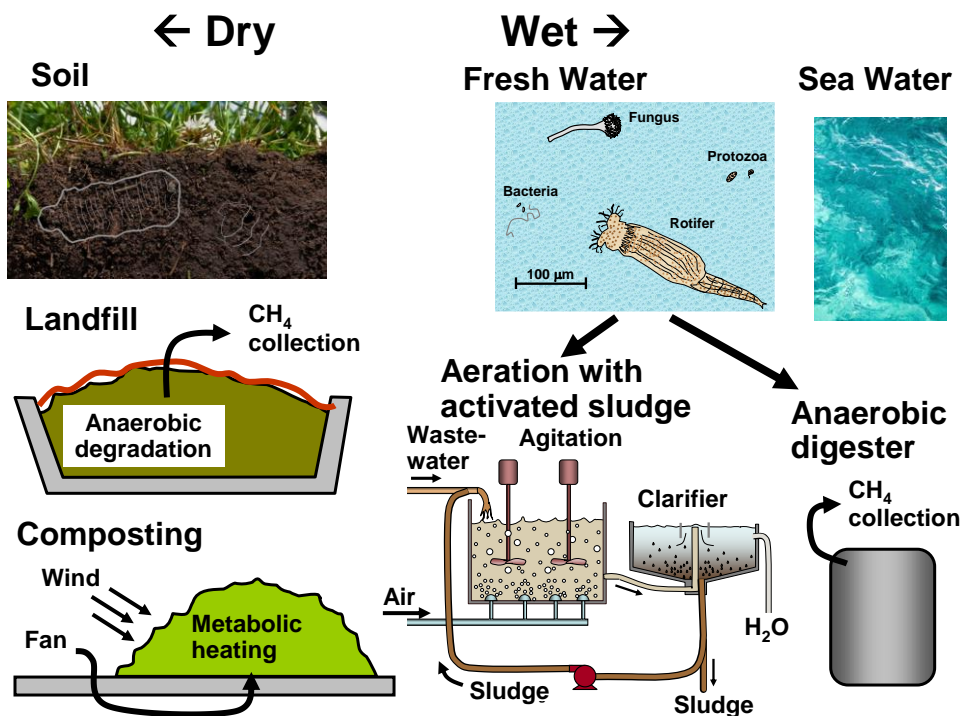 ← Dry
Wet →
Soil
Fresh Water
Sea Water
Fungus
Protozoa
Bacteria
Rotifer
100 µm
Landfill
CH₄
collection
Anaerobic
degradation
Aeration with
activated sludge
Waste-
water
Agitation
Clarifier
Air
H₂O
Sludge
Sludge
Anaerobic
digester
CH₄
collection
Composting
Wind
Fan
Metabolic
heating